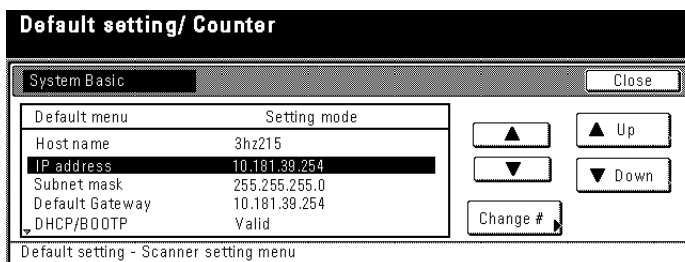 Default setting/ Counter
System Basic
Close
Default menu Setting mode
Host name 3hz215
IP address 10.181.39.254
Subnet mask 255.255.255.0
Default Gateway 10.181.39.254
DHCP/BOOTP Valid
▲ Up
▼ Down
Change #
Default setting - Scanner setting menu